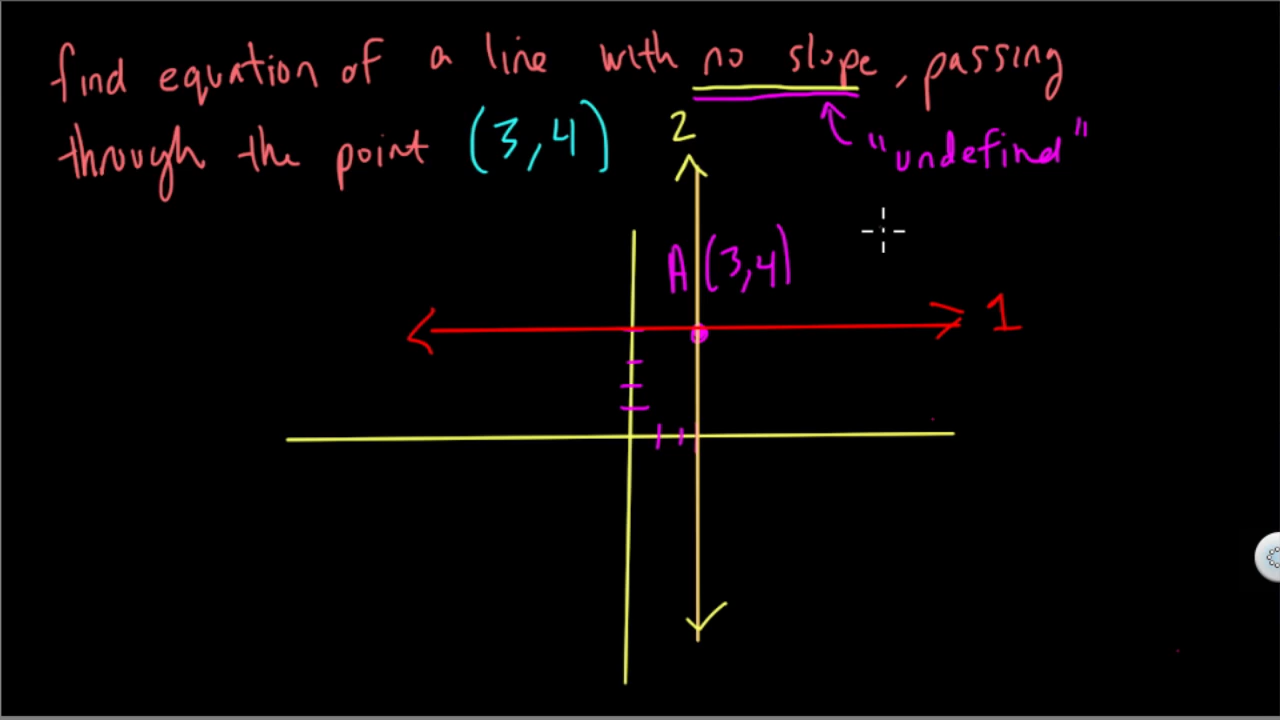 find equation of a line with no slope, passing
through the point (3,4)
"undefind"
2
A (3,4)
1